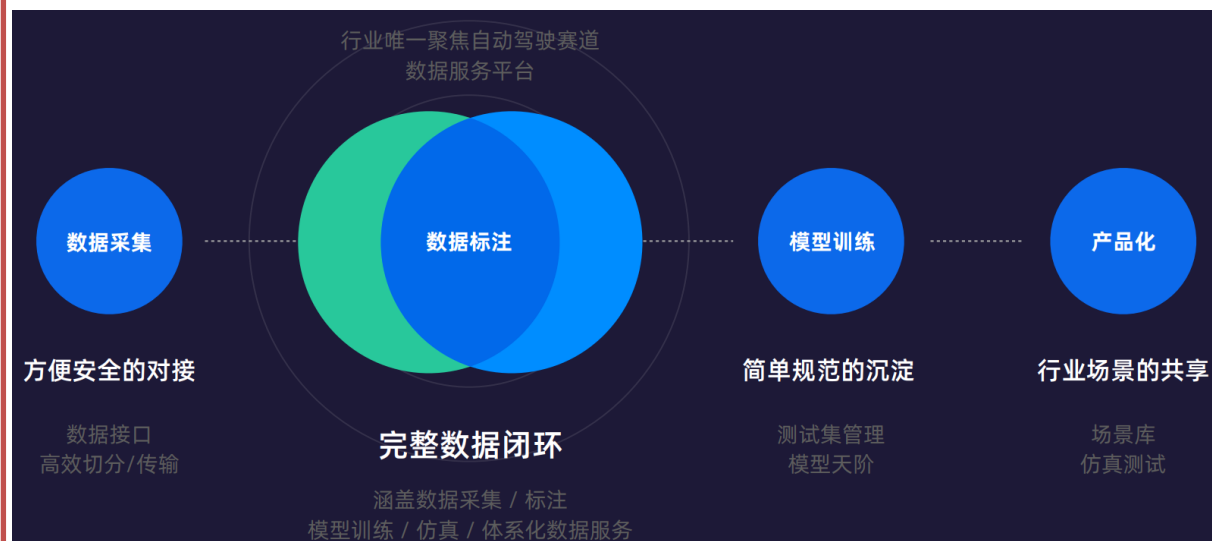 行业唯一聚焦自动驾驶赛道
数据服务平台
数据采集
数据标注
模型训练
产品化
方便安全的对接
简单规范的沉淀
行业场景的共享
数据接口
高效切分/传输
完整数据闭环
测试集管理
模型天阶
场景库
仿真测试
涵盖数据采集 / 标注
模型训练 / 仿真 / 体系化数据服务